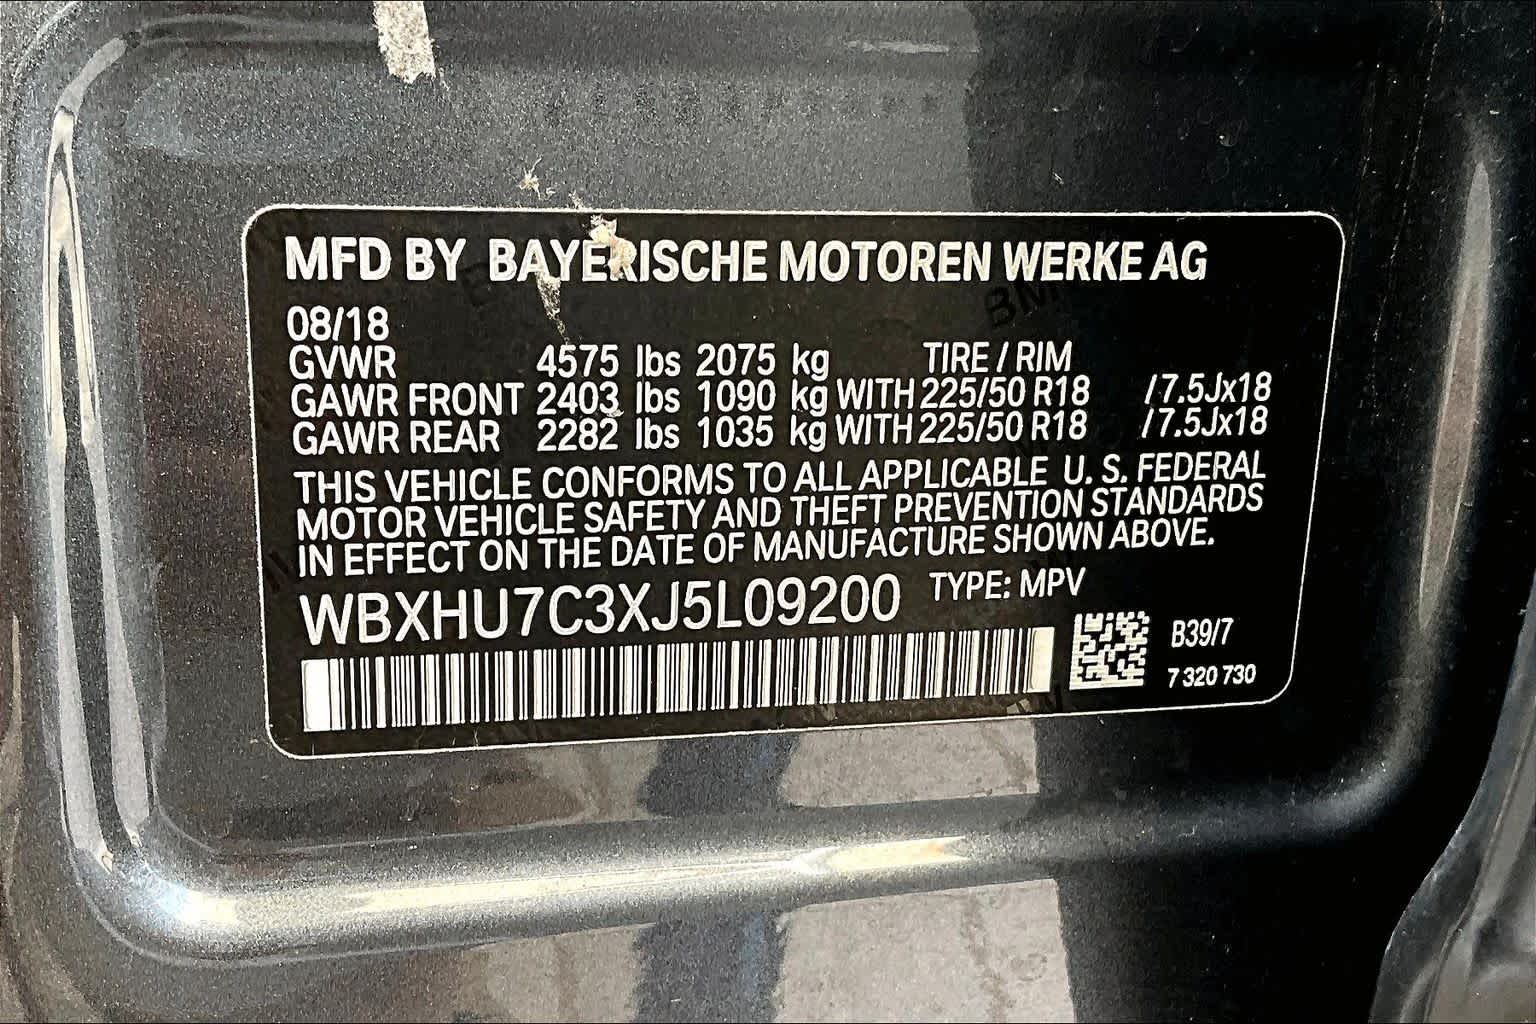 MFD BY BAYERISCHE MOTOREN WERKE AG
08/18
GVWR 4575 lbs 2075 kg TIRE / RIM
GAWR FRONT 2403 lbs 1090 kg WITH 225/50 R18 / 7.5Jx18
GAWR REAR 2282 lbs 1035 kg WITH 225/50 R18 / 7.5Jx18
THIS VEHICLE CONFORMS TO ALL APPLICABLE U. S. FEDERAL
MOTOR VEHICLE SAFETY AND THEFT PREVENTION STANDARDS
IN EFFECT ON THE DATE OF MANUFACTURE SHOWN ABOVE.
WBXHU7C3XJ5L09200 TYPE: MPV
B39/7
7 320 730